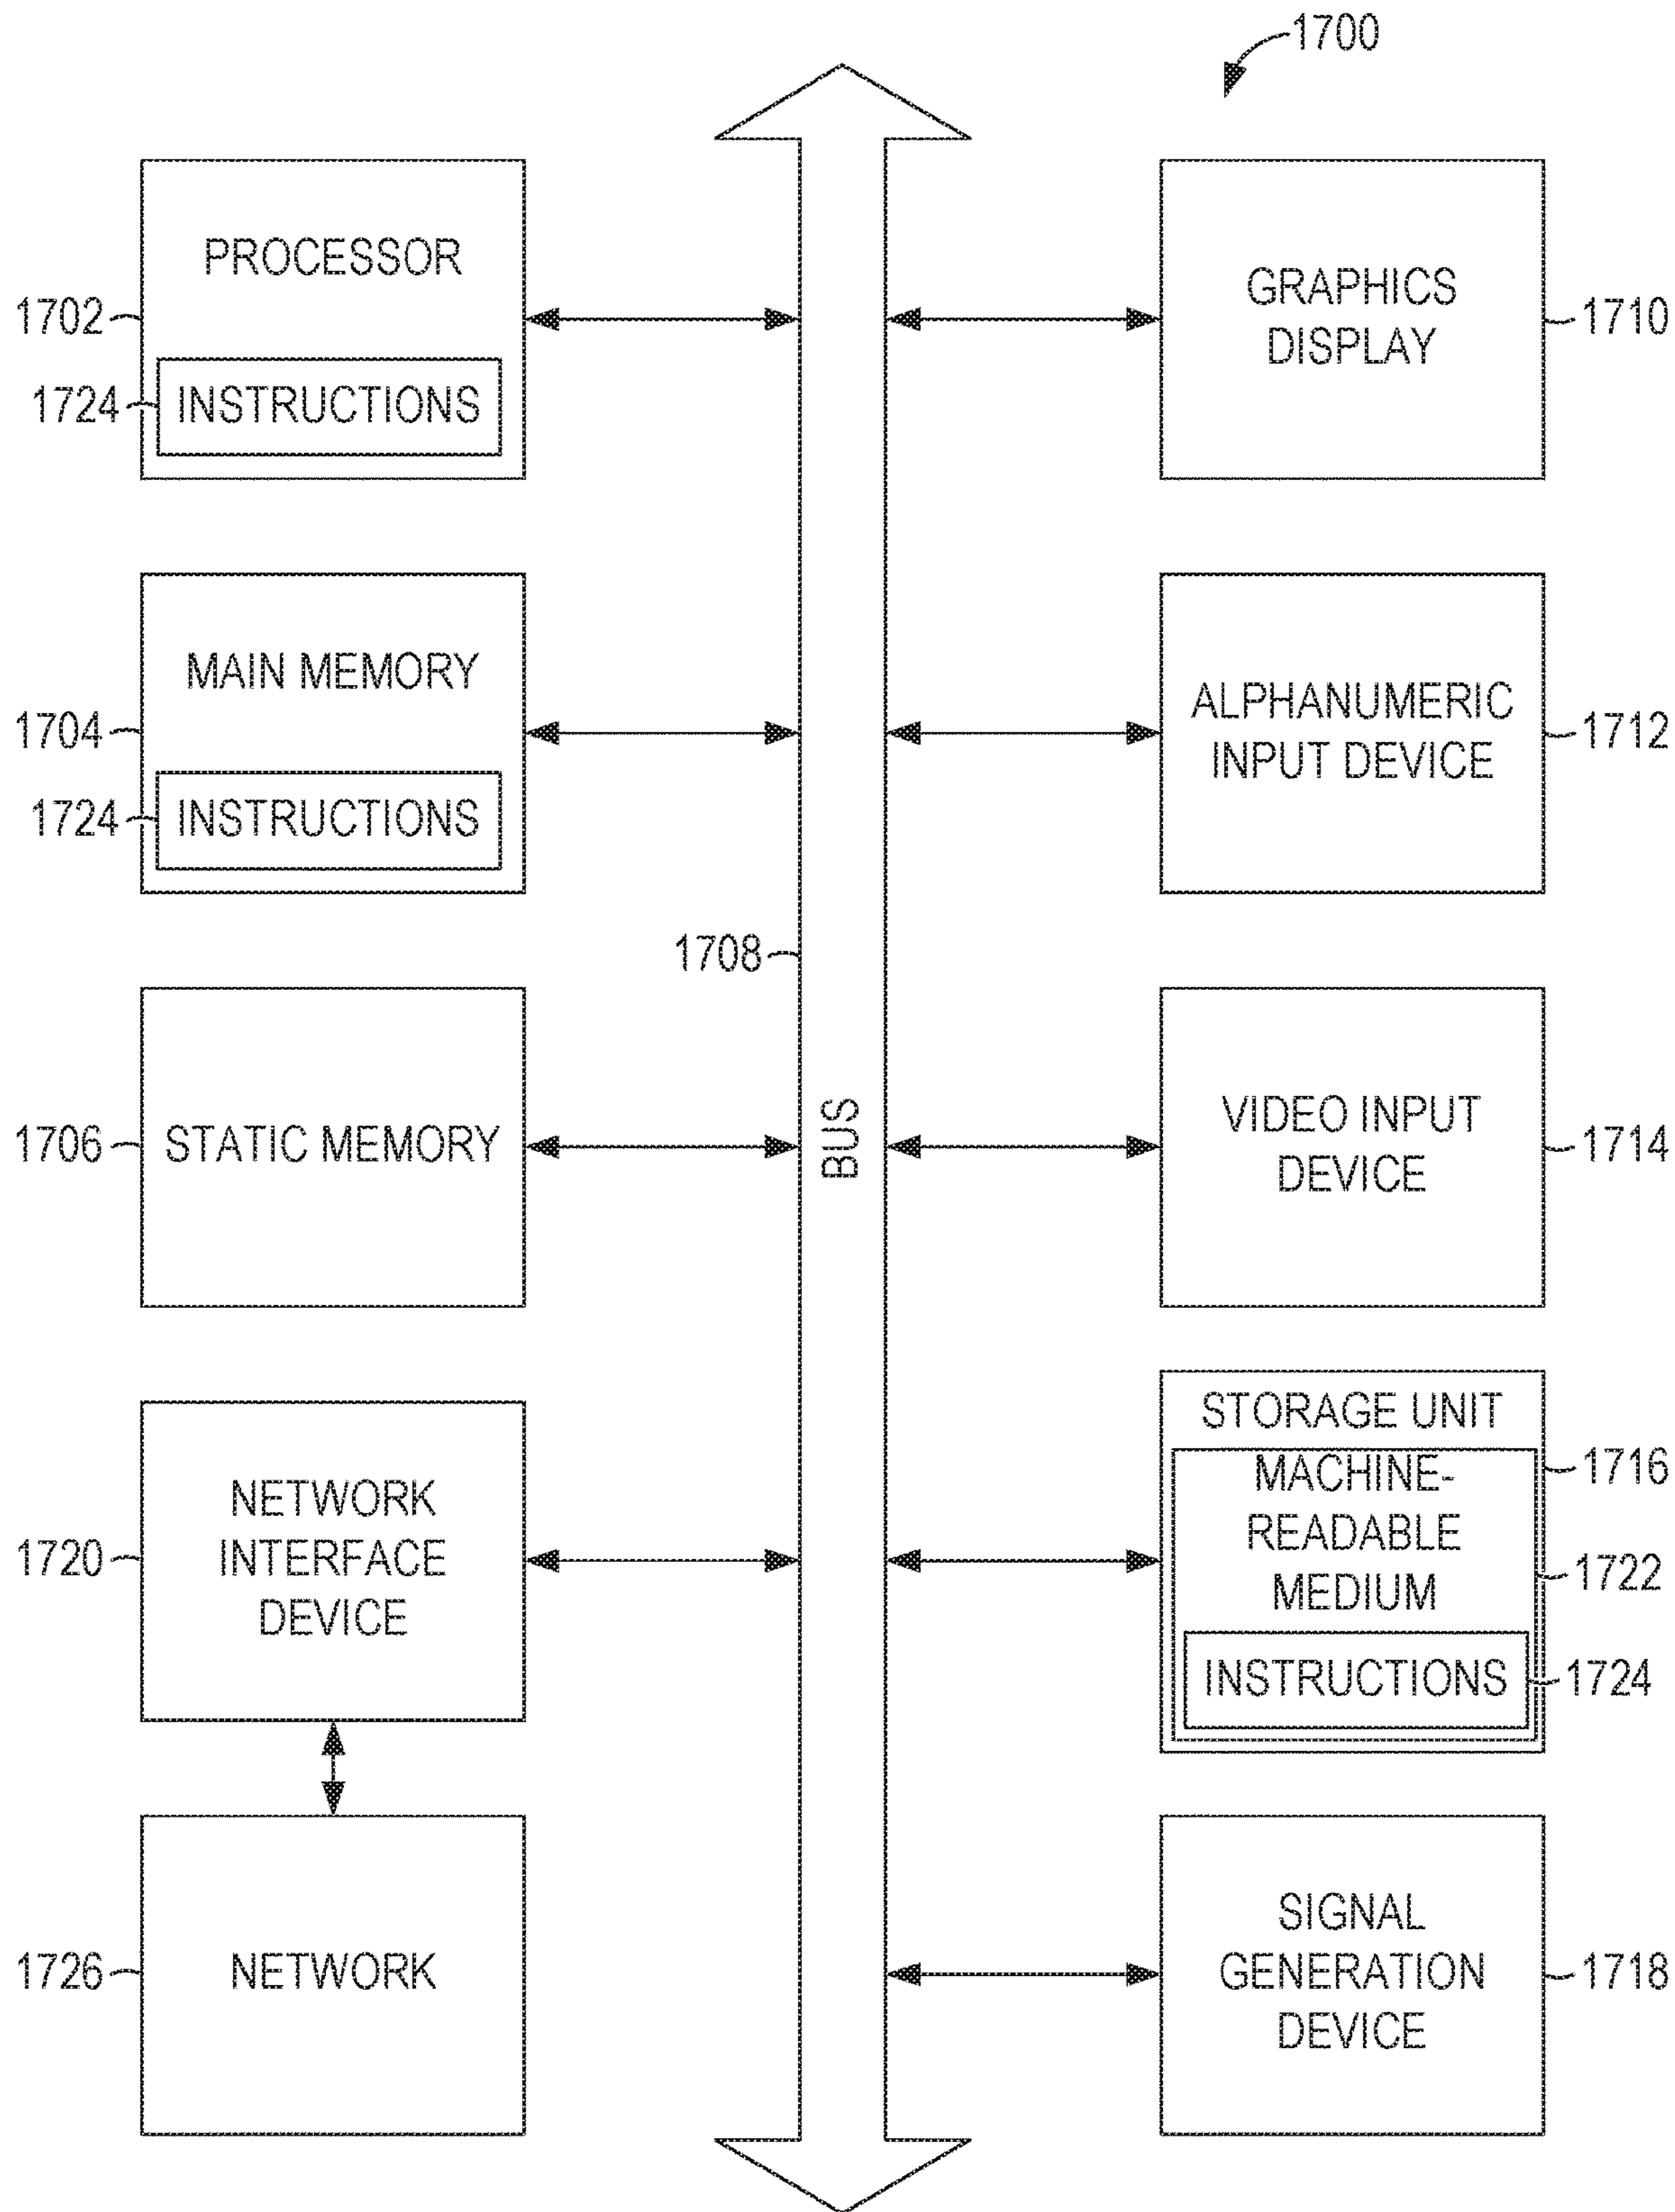 1700
PROCESSOR
1702
1724
INSTRUCTIONS
GRAPHICS
DISPLAY
1710
MAIN MEMORY
1704
1724
INSTRUCTIONS
ALPHANUMERIC
INPUT DEVICE
1712
1708
BUS
1706
STATIC MEMORY
VIDEO INPUT
DEVICE
1714
NETWORK
INTERFACE
DEVICE
1720
STORAGE UNIT
1716
MACHINE-
READABLE
MEDIUM
1722
INSTRUCTIONS
1724
1726
NETWORK
SIGNAL
GENERATION
DEVICE
1718